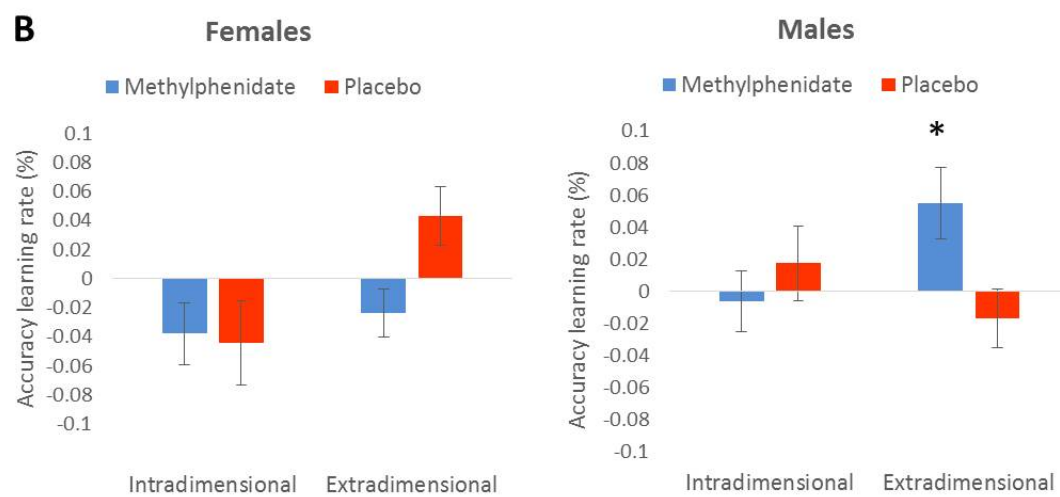 B
Females
Methylphenidate Placebo
Accuracy learning rate (%)
0.1
0.08
0.06
0.04
0.02
0
-0.02
-0.04
-0.06
-0.08
-0.1
Intradimensional Extradimensional
Males
Methylphenidate Placebo
Accuracy learning rate (%)
0.1
0.08
0.06
0.04
0.02
0
-0.02
-0.04
-0.06
-0.08
-0.1
*
Intradimensional Extradimensional